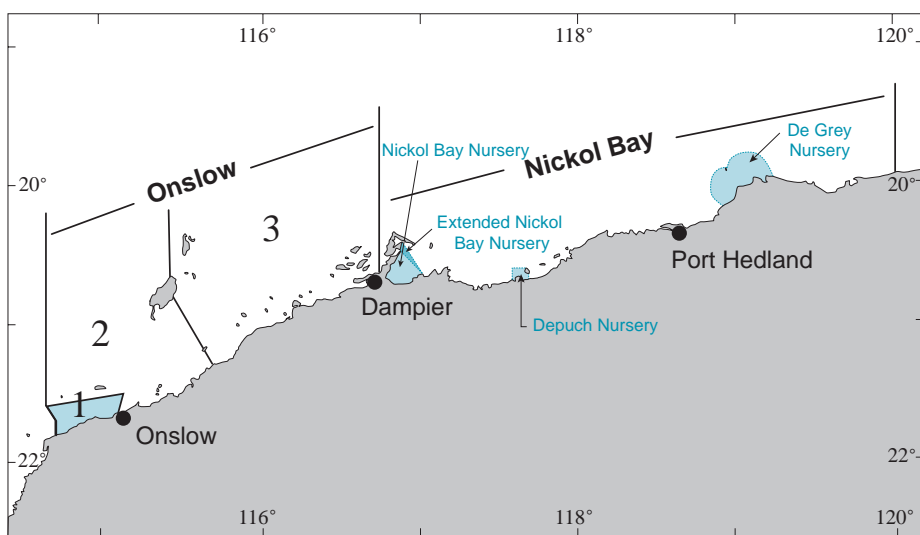 116°
118°
120°
De Grey
Nursery
Nickol Bay Nursery
Nickol Bay
Onslow
20°
20°
3
Extended Nickol
Bay Nursery
Port Hedland
Dampier
2
Depuch Nursery
1
Onslow
22°
22°
116°
118°
120°